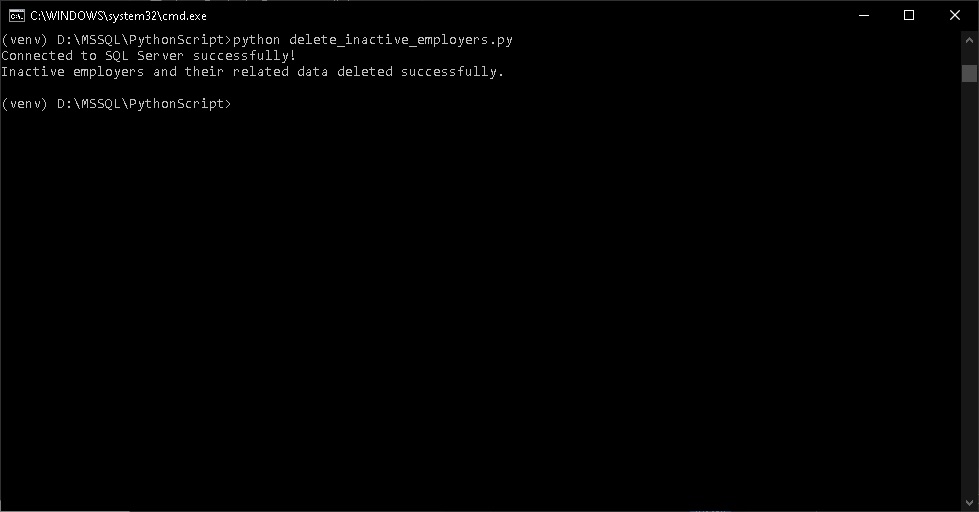 C:\WINDOWS\system32\cmd.exe
(venv) D:\MSSQL\PythonScript>python delete_inactive_employers.py
Connected to SQL Server successfully!
Inactive employers and their related data deleted successfully.
(venv) D:\MSSQL\PythonScript>